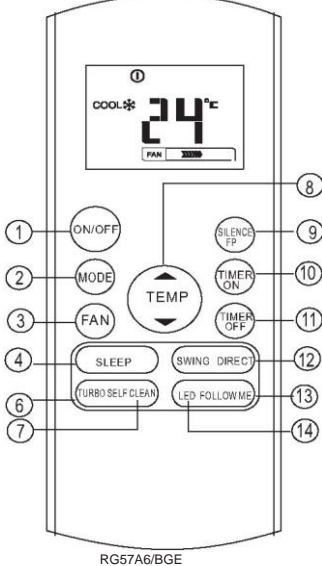 COOL 24°C
FAN
8
1 ON/OFF
SILENCE FP 9
2 MODE
TEMP
TIMER ON 10
3 FAN
TIMER OFF 11
4 SLEEP
SWING DIRECT 12
6 TURBO SELF CLEAN
7
LED FOLLOW ME 13
14
RG57A6/BGE